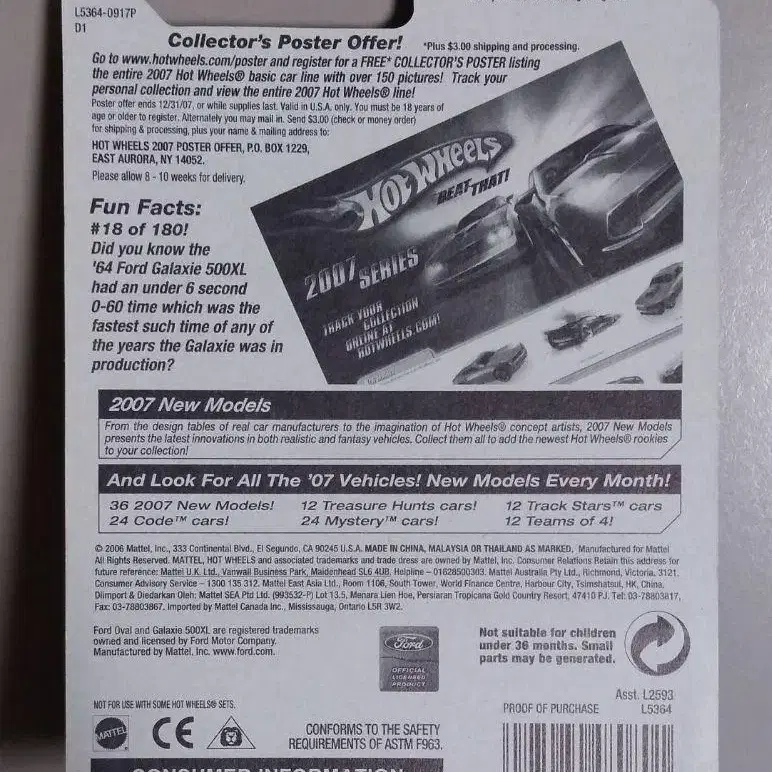 L5364-0917P
D1
Collector's Poster Offer! *Plus $3.00 shipping and processing.
Go to www.hotwheels.com/poster and register for a FREE* COLLECTOR'S POSTER listing
the entire 2007 Hot Wheels® basic car line with over 150 pictures! Track your
personal collection and view the entire 2007 Hot Wheels® line!
Poster offer ends 12/31/07, or while supplies last. Valid in U.S.A. only. You must be 18 years of
age or older to register. Alternately you may mail in. Send $3.00 (check or money order)
for shipping & processing, plus your name & mailing address to:
HOT WHEELS 2007 POSTER OFFER, P.O. BOX 1229,
EAST AURORA, NY 14052.
Please allow 8 - 10 weeks for delivery.
HOT WHEELS
BEAT THAT!
2007 SERIES
TRACK YOUR
COLLECTION
ONLINE AT
HOTWHEELS.COM!
Fun Facts:
#18 of 180!
Did you know the
'64 Ford Galaxie 500XL
had an under 6 second
0-60 time which was the
fastest such time of any of
the years the Galaxie was in
production?
2007 New Models
From the design tables of real car manufacturers to the imagination of Hot Wheels® concept artists, 2007 New Models
presents the latest innovations in both realistic and fantasy vehicles. Collect them all to add the newest Hot Wheels® rookies
to your collection!
And Look For All The '07 Vehicles! New Models Every Month!
36 2007 New Models! 12 Treasure Hunts cars! 12 Track Stars™ cars
24 Code™ cars! 24 Mystery™ cars! 12 Teams of 4!
© 2006 Mattel, Inc., 333 Continental Blvd., El Segundo, CA 90245 U.S.A. MADE IN CHINA, MALAYSIA OR THAILAND AS MARKED. Manufactured for Mattel
All Rights Reserved. MATTEL, HOT WHEELS and associated trademarks and trade dress are owned by Mattel, Inc. Consumer Relations Retain this address for
future reference: Mattel U.K. Ltd., Vanwall Business Park, Maidenhead SL6 4UB. Helpline – 01628500303. Mattel Australia Pty Ltd., Richmond, Victoria. 3121.
Consumer Advisory Service – 1300 135 312. Mattel East Asia Ltd., Room 1106, South Tower, World Finance Centre, Harbour City, Tsimshatsui, HK, China.
Diimport & Diedarkan Oleh: Mattel SEA Ptd Ltd. (993532-P) Lot 13.5, Menara Lien Hoe, Persiaran Tropicana Gold Country Resort, 47410 PJ. Tel: 03-78803817,
Fax: 03-78803867. Imported by Mattel Canada Inc., Mississauga, Ontario L5R 3W2.
Ford Oval and Galaxie 500XL are registered trademarks
owned and licensed by Ford Motor Company.
Manufactured by Mattel, Inc. www.ford.com.
Ford
OFFICIAL
LICENSED
PRODUCT
Not suitable for children
under 36 months. Small
parts may be generated.
Asst. L2593
PROOF OF PURCHASE L5364
NOT FOR USE WITH SOME HOT WHEELS® SETS.
MATTEL
CE
CONFORMS TO THE SAFETY
REQUIREMENTS OF ASTM F963.
CONSUMER INFORMATION